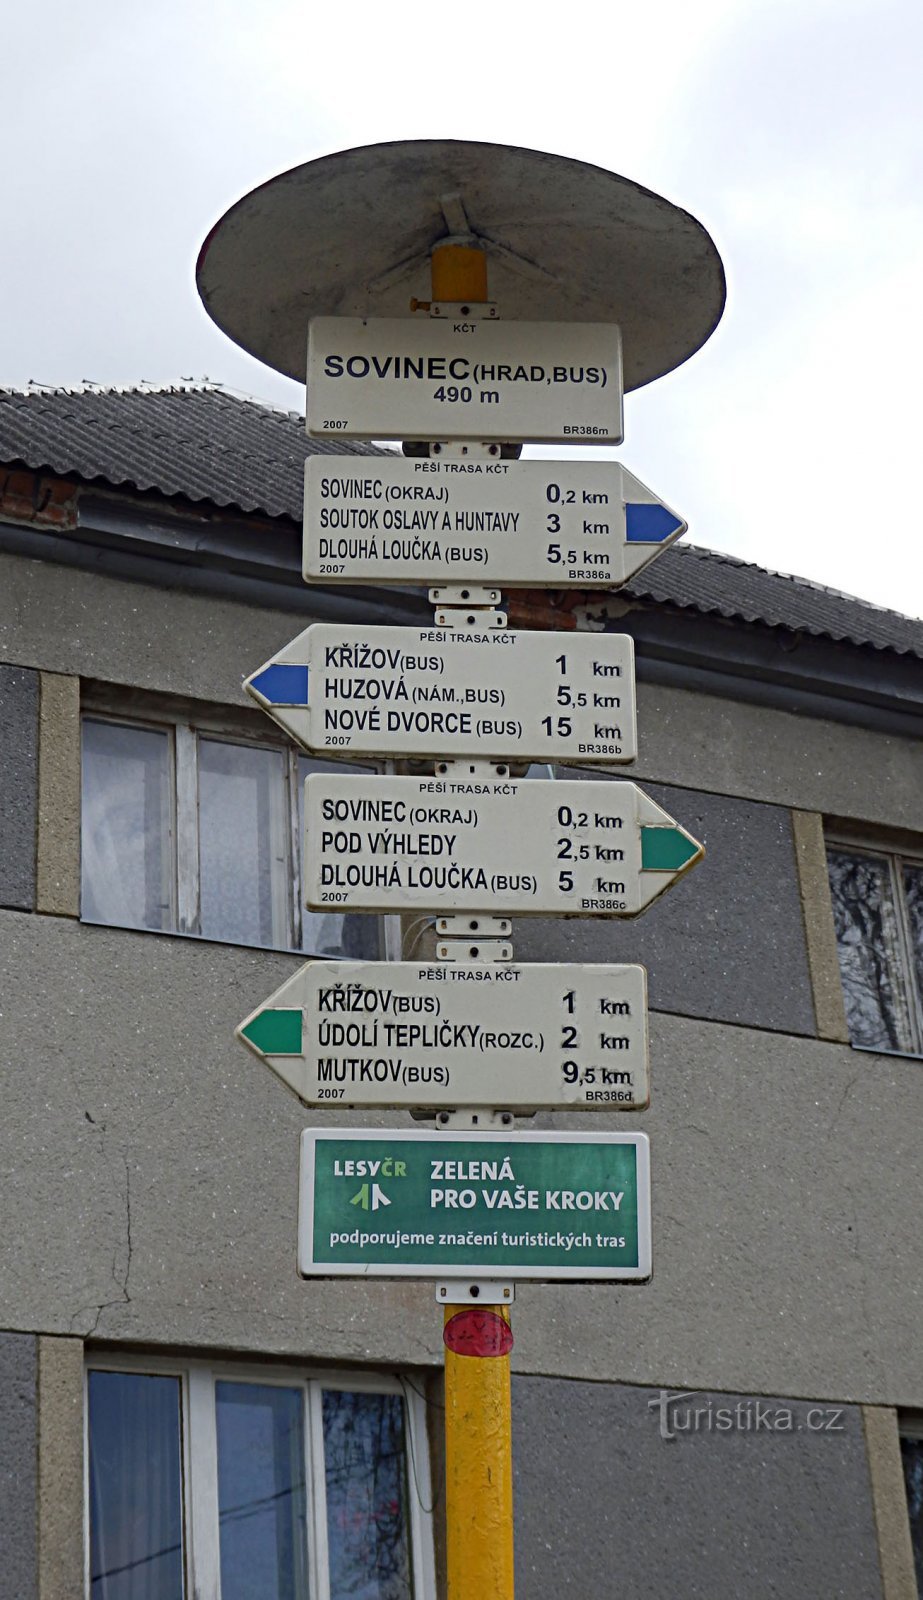 KČT
SOVINEC (HRAD,BUS)
490 m
2007 BR386m
PĚŠÍ TRASA KČT
SOVINEC (OKRAJ) 0,2 km
SOUTOK OSLAVY A HUNTAVY 3 km
DLOUHÁ LOUČKA (BUS) 5,5 km
2007 BR386a
PĚŠÍ TRASA KČT
KŘÍŽOV (BUS) 1 km
HUZOVÁ (NÁM.,BUS) 5,5 km
NOVÉ DVORCE (BUS) 15 km
2007 BR386b
PĚŠÍ TRASA KČT
SOVINEC (OKRAJ) 0,2 km
POD VÝHLEDY 2,5 km
DLOUHÁ LOUČKA (BUS) 5 km
2007 BR386c
PĚŠÍ TRASA KČT
KŘÍŽOV (BUS) 1 km
ÚDOLÍ TEPLIČKY (ROZC.) 2 km
MUTKOV (BUS) 9,5 km
2007 BR386d
LESYČR
ZELENÁ
PRO VAŠE KROKY
podporujeme značení turistických tras
Turistika.cz